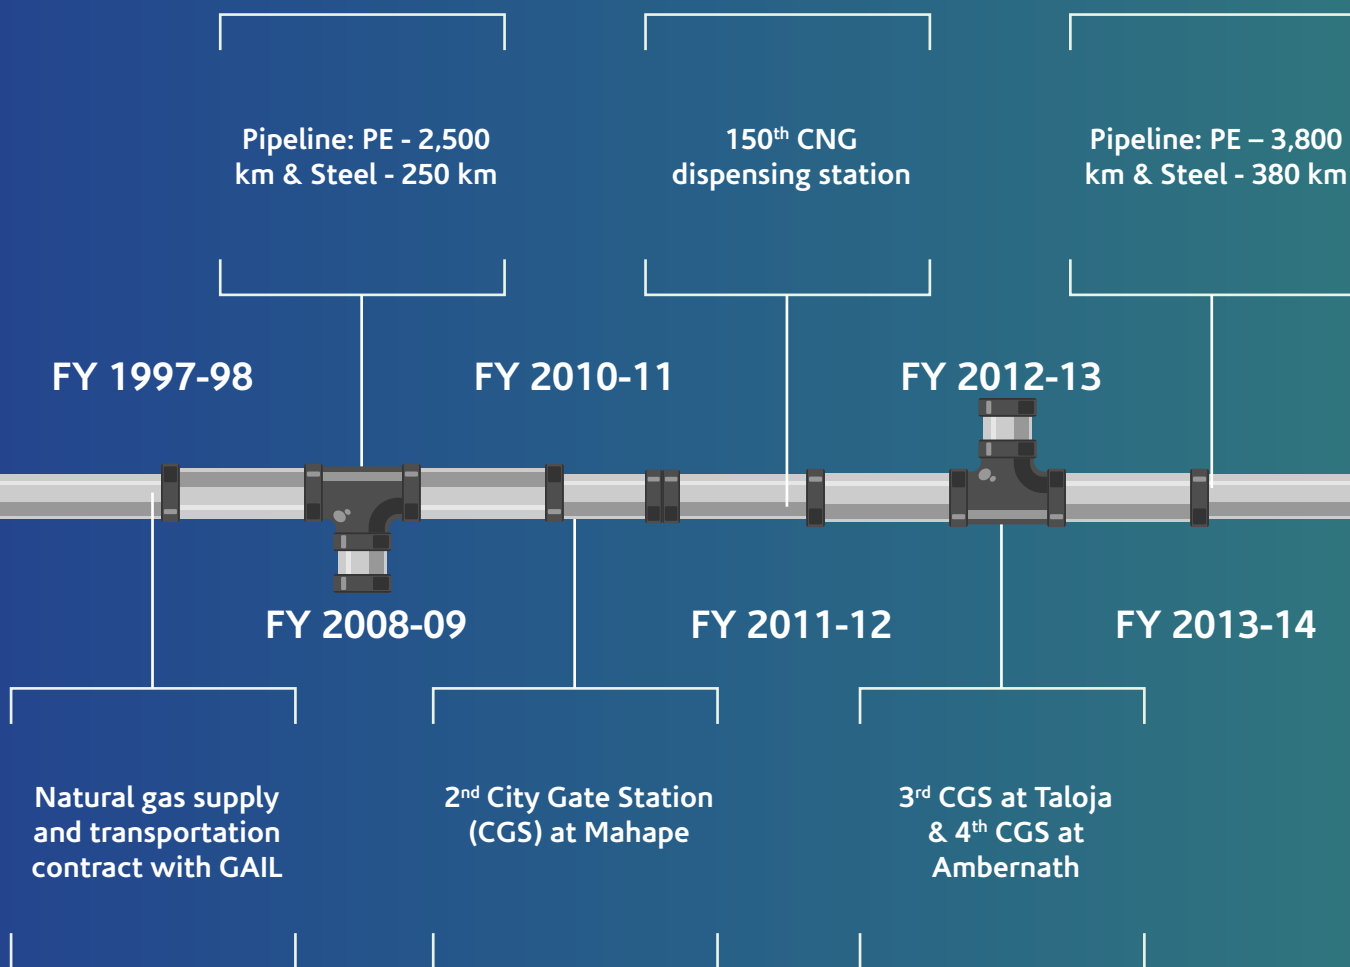 Pipeline: PE - 2,500
km & Steel - 250 km
150th CNG
dispensing station
Pipeline: PE – 3,800
km & Steel - 380 km
FY 1997-98
FY 2010-11
FY 2012-13
FY 2008-09
FY 2011-12
FY 2013-14
Natural gas supply
and transportation
contract with GAIL
2nd City Gate Station
(CGS) at Mahape
3rd CGS at Taloja
& 4th CGS at
Ambernath